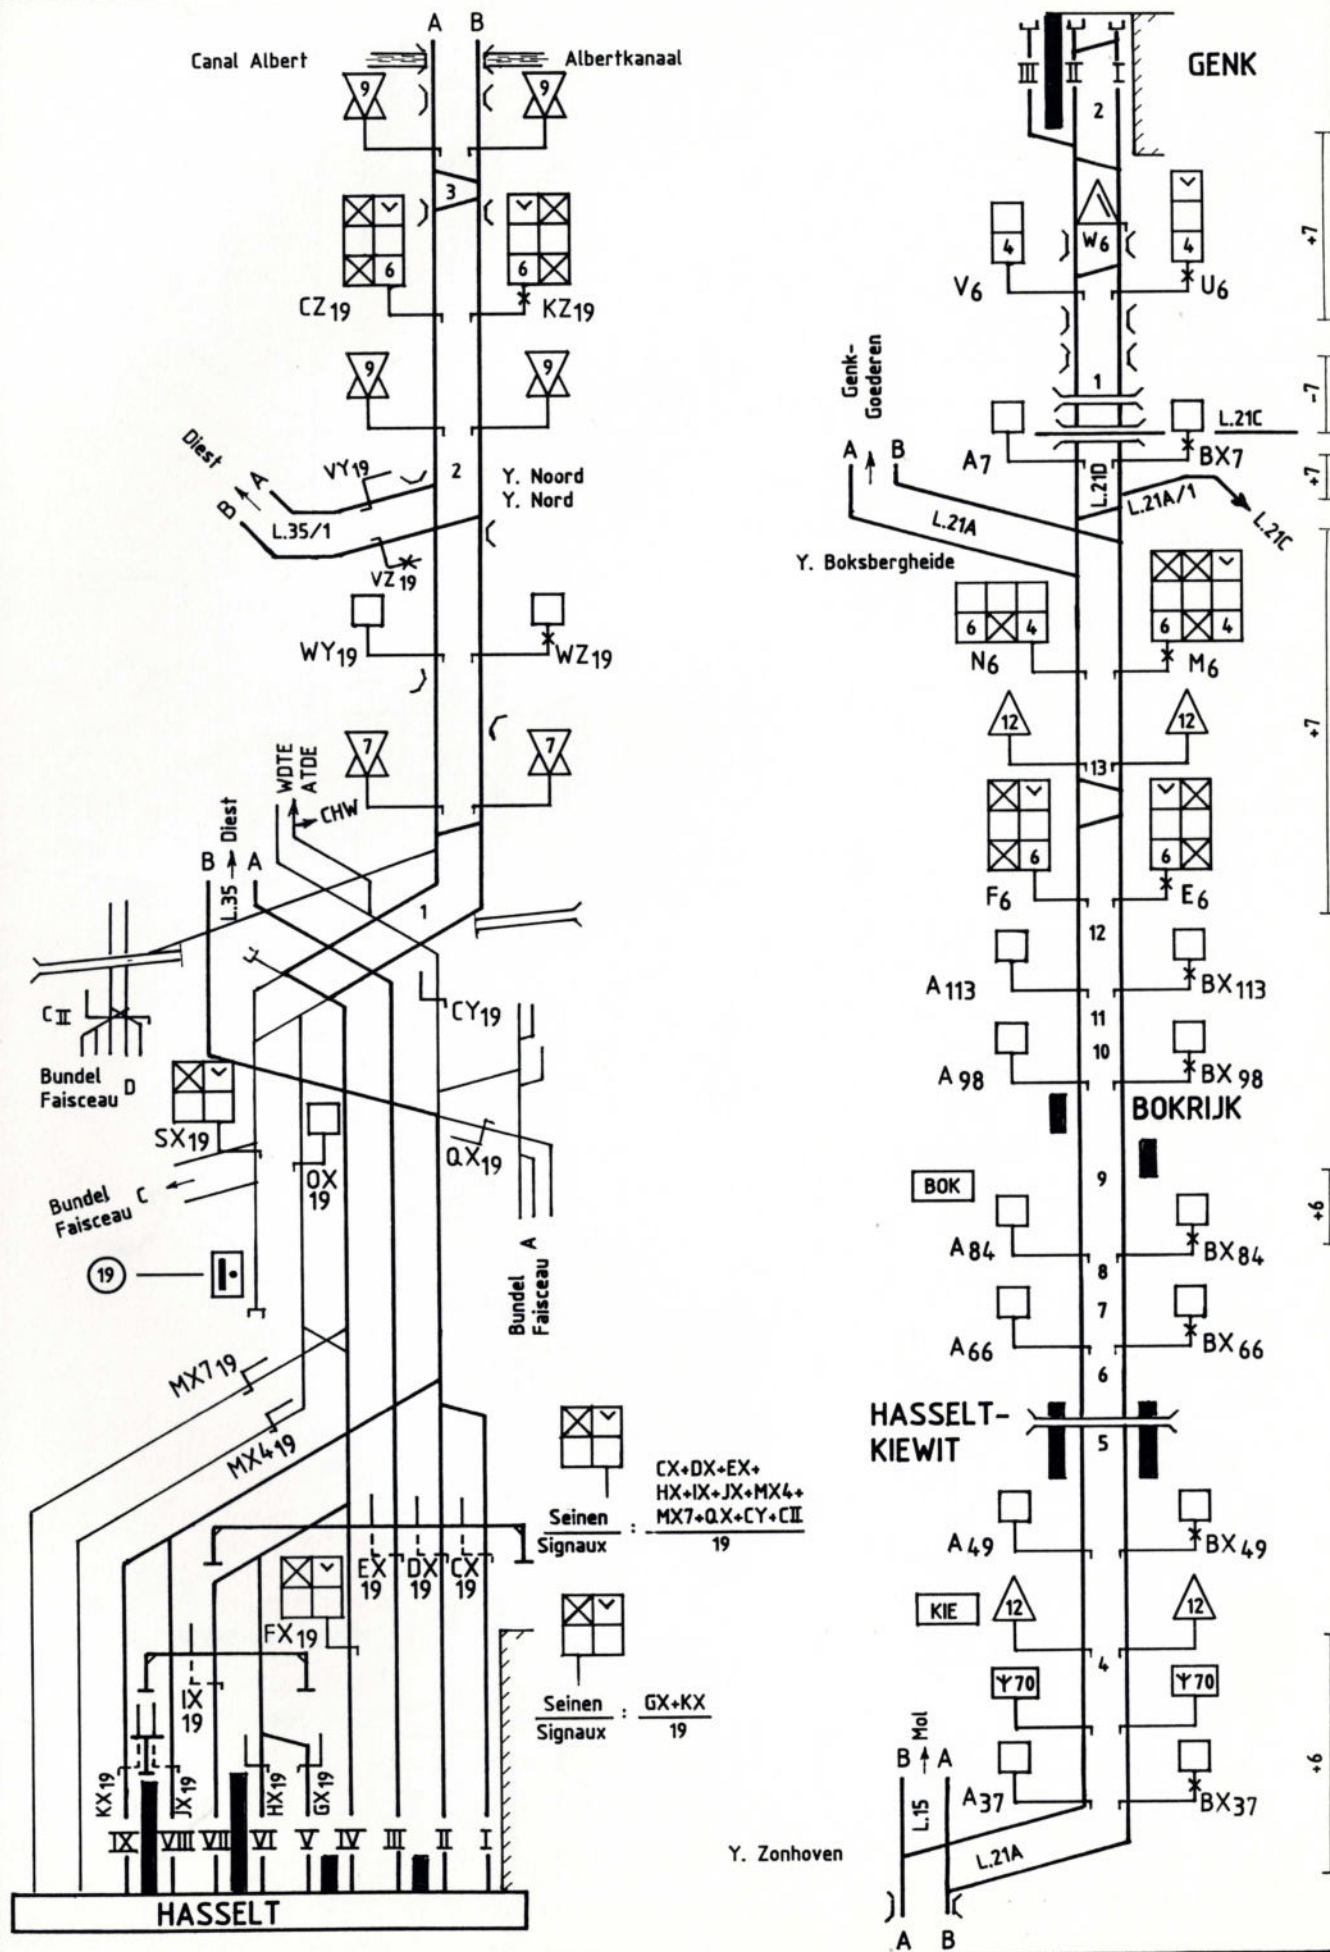 A B
Canal Albert
Albertkanaal
9
9
3
6
6
CZ19
KZ19
9
9
Diest
A
B
VY19
2
Y. Noord
Y. Nord
L.35/1
VZ19
WY19
WZ19
7
7
WDTE
ATDE
CHW
L.35 Diest
B A
1
CII
CY19
Bundel
Faisceau D
SX19
OX
19
QX19
Bundel
Faisceau C
Bundel
Faisceau A
19
MX719
MX419
CX+DX+EX+
HX+IX+JX+MX4+
MX7+QX+CY+CII
19
Seinen
Signaux :
EX
19
DX
19
CX
19
FX19
IX
19
Seinen
Signaux : GX+KX
19
KX19
JX19
HX19
GX19
IX VIII VII VI V IV III II I
HASSELT
III II I
GENK
2
+7
W6
4
4
V6
U6
Genk-
Goederen
1
-7
L.21C
A7
BX7
A B
L.21D
+7
L.21A/1
L.21C
L.21A
Y. Boksbergheide
6 4
6 4
N6
M6
12
12
+7
13
6
6
F6
E6
12
A113
BX113
11
10
A98
BX98
BOKRIJK
9
BOK
+6
A84
BX84
8
7
A66
BX66
6
HASSELT-
KIEWIT
5
A49
BX49
KIE
12
12
4
70
70
Mol
B A
A37
BX37
+6
L.15
Y. Zonhoven
L.21A
A B